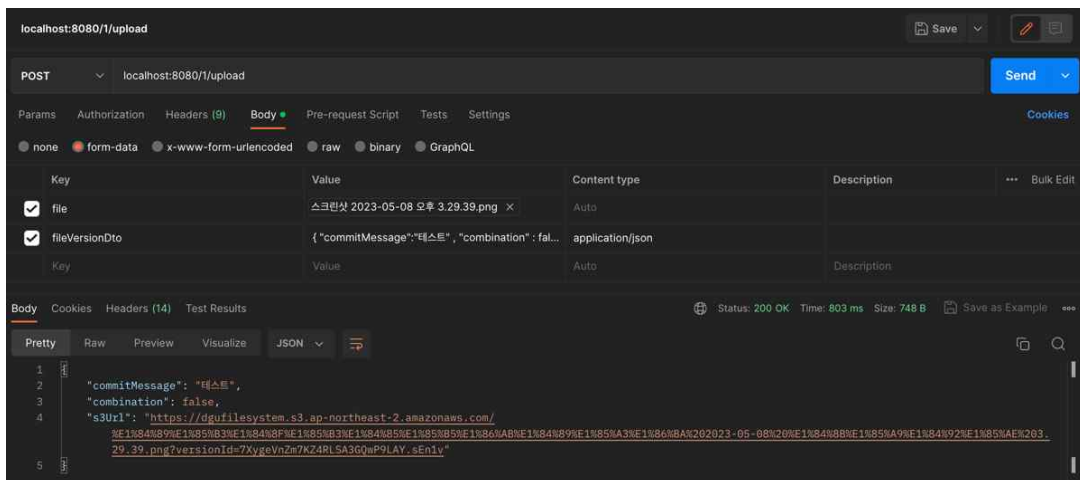 localhost:8080/1/upload
Save
POST localhost:8080/1/upload Send
Params Authorization Headers (9) Body Pre-request Script Tests Settings Cookies
none form-data x-www-form-urlencoded raw binary GraphQL
Key Value Content type Description ••• Bulk Edit
file 스크린샷 2023-05-08 오후 3.29.39.png × Auto
fileVersionDto { "commitMessage":"테스트" , "combination" : fal... application/json
Key Value Auto Description
Body Cookies Headers (14) Test Results Status: 200 OK Time: 803 ms Size: 748 B Save as Example
Pretty Raw Preview Visualize JSON
1 {
2 "commitMessage": "테스트",
3 "combination": false,
4 "s3Url": "https://dgufilesystem.s3.ap-northeast-2.amazonaws.com/
%E1%84%89%E1%85%B3%E1%84%8F%E1%85%B3%E1%84%85%E1%85%B5%E1%86%AB%E1%84%89%E1%85%A3%E1%86%BA%202023-05-08%20%E1%84%8B%E1%85%A9%E1%84%92%E1%85%AE%203.
29.39.png?versionId=7XygeVnZm7KZ4RLSA3GQwP9LAY.sEn1v"
5 }